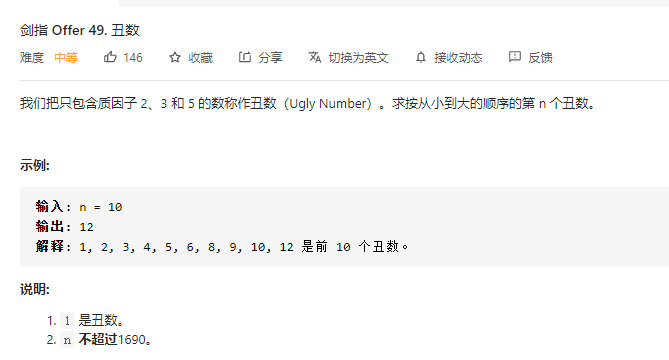 剑指 Offer 49. 丑数
难度 中等 146 收藏 分享 切换为英文 接收动态 反馈
我们把只包含质因子 2、3 和 5 的数称作丑数（Ugly Number）。求按从小到大的顺序的第 n 个丑数。
示例:
输入: n = 10
输出: 12
解释: 1, 2, 3, 4, 5, 6, 8, 9, 10, 12 是前 10 个丑数。
说明:
1. 1 是丑数。
2. n 不超过1690。